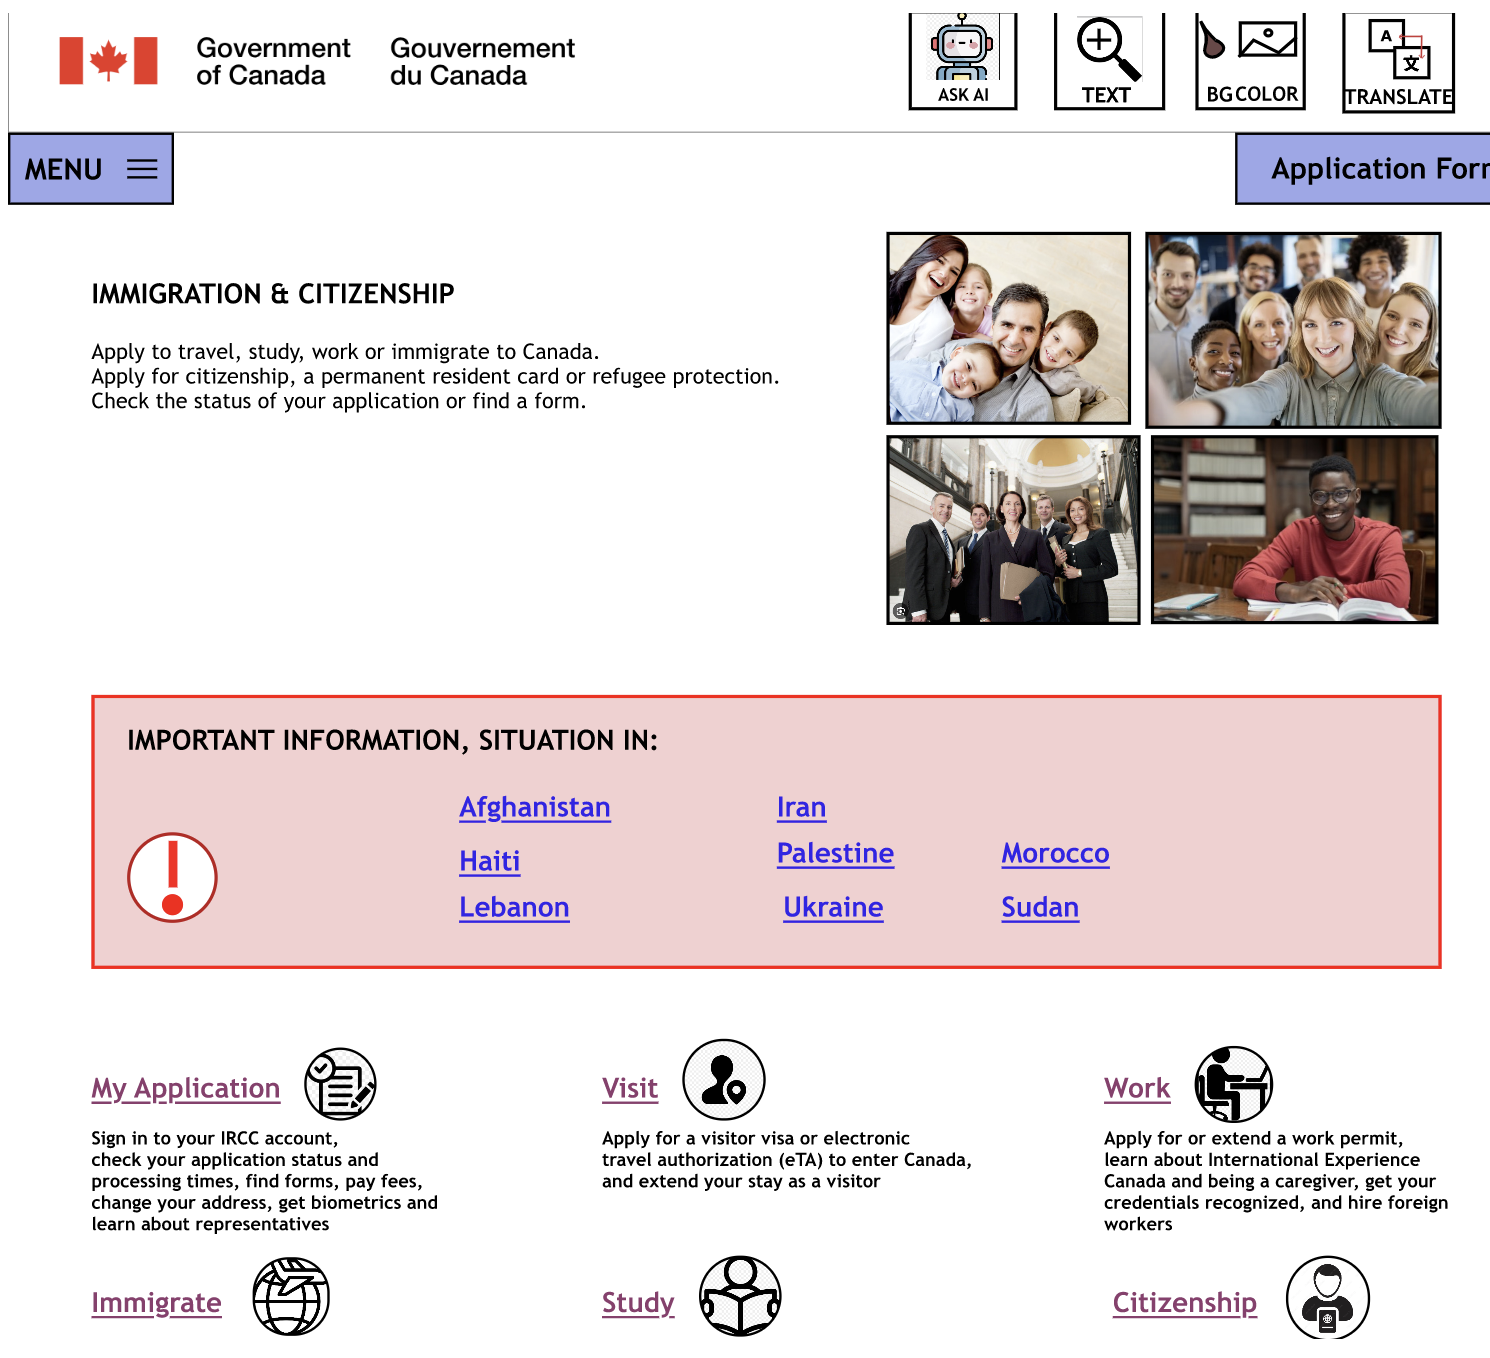 Government of Canada
Gouvernement du Canada
ASK AI
TEXT
BG COLOR
TRANSLATE
A
文
MENU
Application Forr
IMMIGRATION & CITIZENSHIP
Apply to travel, study, work or immigrate to Canada.
Apply for citizenship, a permanent resident card or refugee protection.
Check the status of your application or find a form.
IMPORTANT INFORMATION, SITUATION IN:
Afghanistan
Iran
Haiti
Palestine
Morocco
Lebanon
Ukraine
Sudan
My Application
Sign in to your IRCC account,
check your application status and
processing times, find forms, pay fees,
change your address, get biometrics and
learn about representatives
Visit
Apply for a visitor visa or electronic
travel authorization (eTA) to enter Canada,
and extend your stay as a visitor
Work
Apply for or extend a work permit,
learn about International Experience
Canada and being a caregiver, get your
credentials recognized, and hire foreign
workers
Immigrate
Study
Citizenship